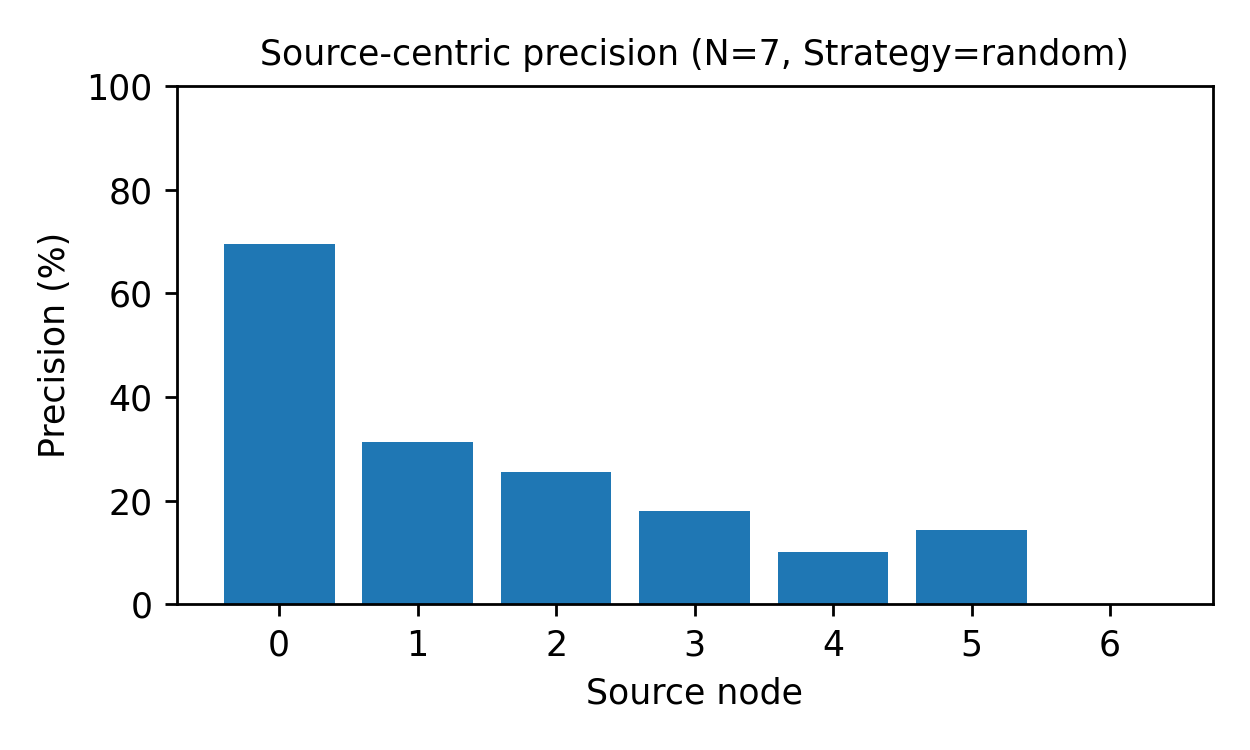 Source-centric precision (N=7, Strategy=random)
100
80
60
40
20
0
Precision (%)
0 1 2 3 4 5 6
Source node